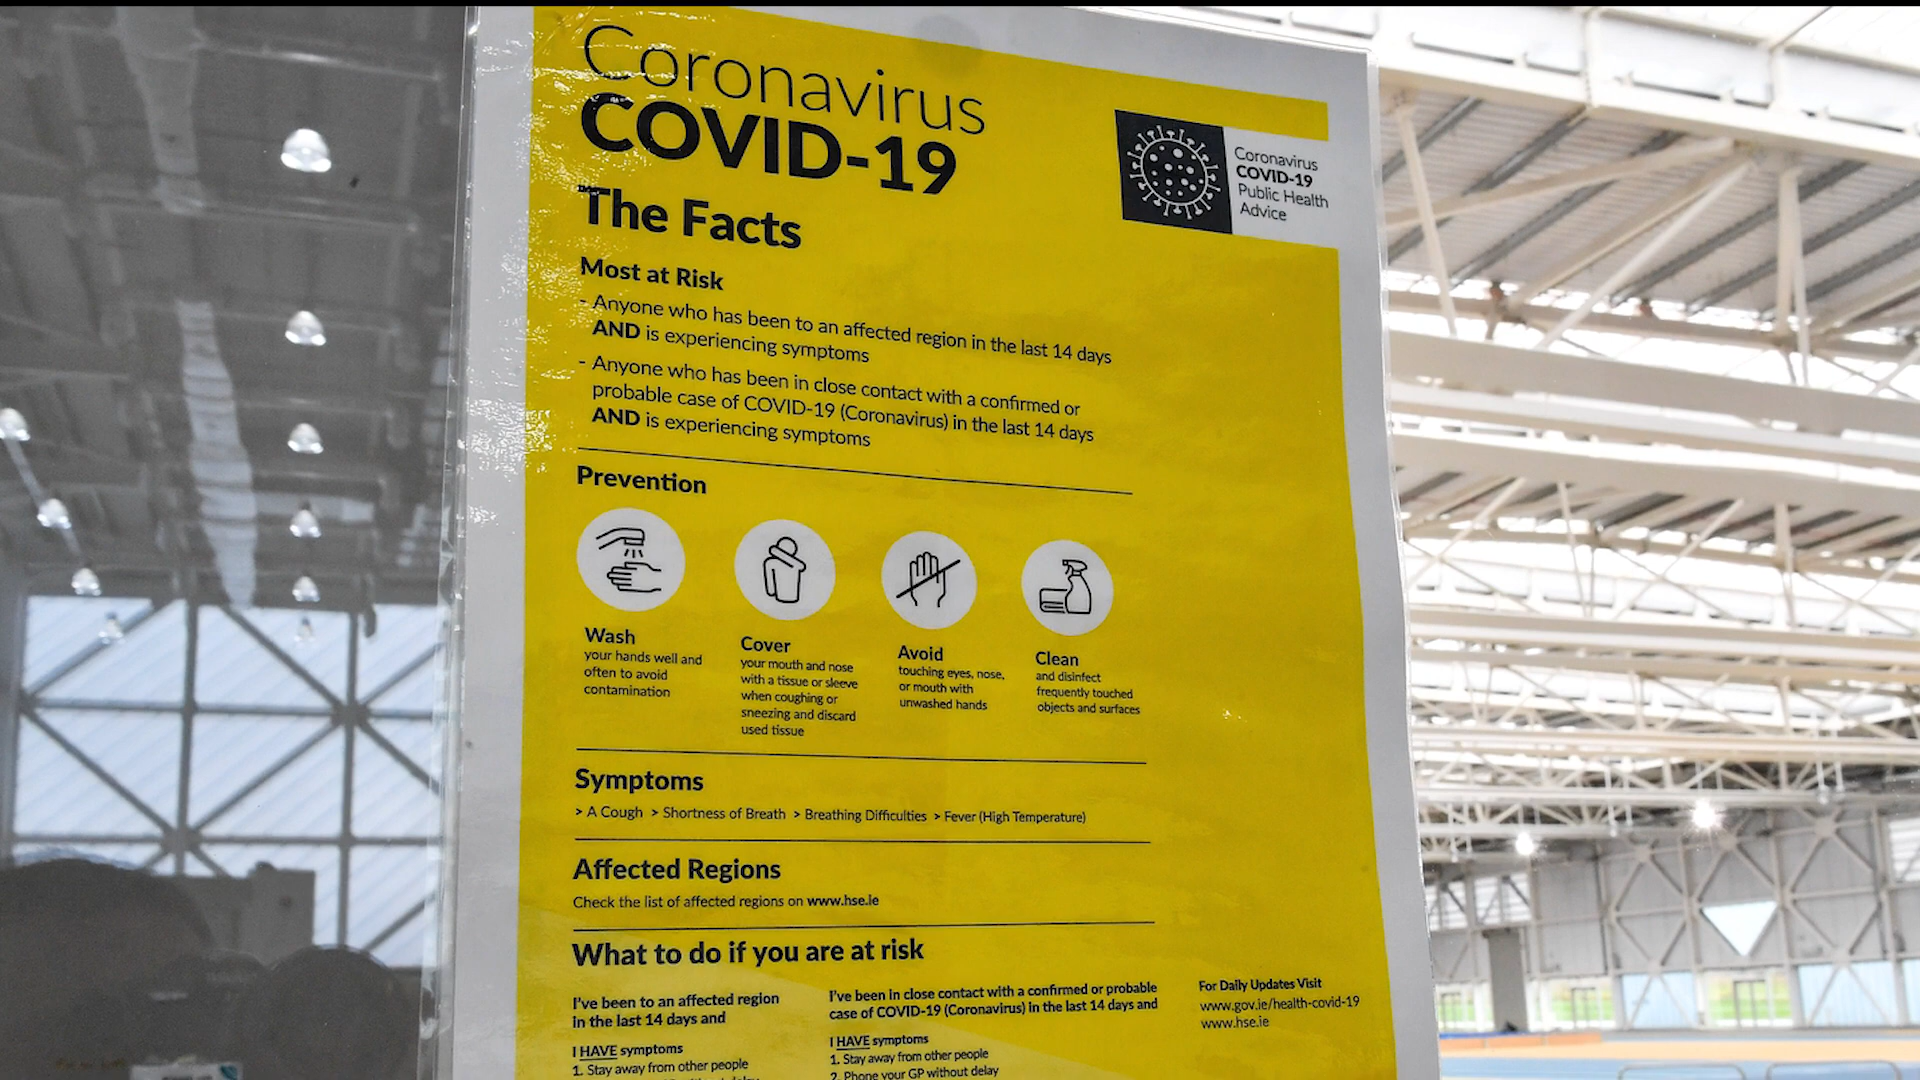 Coronavirus
COVID-19
The Facts
Coronavirus
COVID-19
Public Health
Advice
Most at Risk
- Anyone who has been to an affected region in the last 14 days
AND is experiencing symptoms
- Anyone who has been in close contact with a confirmed or
probable case of COVID-19 (Coronavirus) in the last 14 days
AND is experiencing symptoms
Prevention
Wash
your hands well and
often to avoid
contamination
Cover
your mouth and nose
with a tissue or sleeve
when coughing or
sneezing and discard
used tissue
Avoid
touching eyes, nose,
or mouth with
unwashed hands
Clean
and disinfect
frequently touched
objects and surfaces
Symptoms
> A Cough > Shortness of Breath > Breathing Difficulties > Fever (High Temperature)
Affected Regions
Check the list of affected regions on www.hse.ie
What to do if you are at risk
I've been to an affected region
in the last 14 days and
I HAVE symptoms
1. Stay away from other people
I've been in close contact with a confirmed or probable
case of COVID-19 (Coronavirus) in the last 14 days and
I HAVE symptoms
1. Stay away from other people
2. Phone your GP without delay
For Daily Updates Visit
www.gov.ie/health-covid-19
www.hse.ie